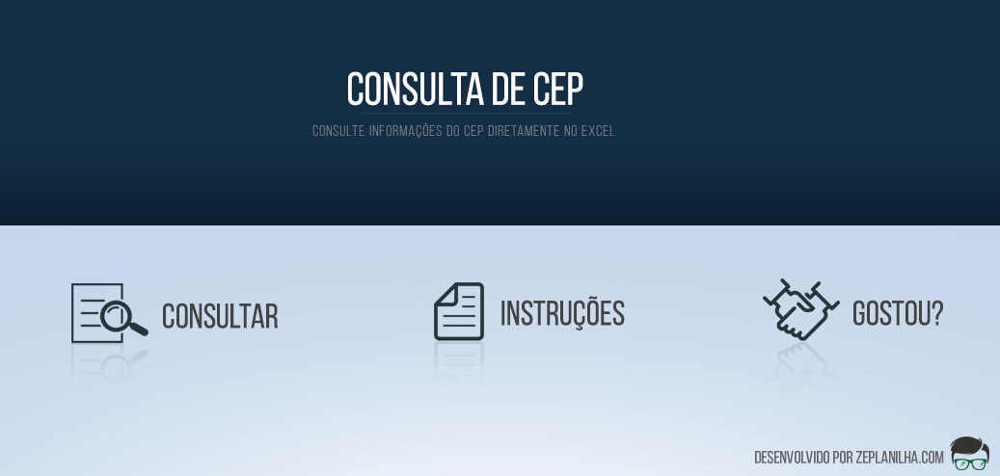 CONSULTA DE CEP
CONSULTE INFORMAÇÕES DO CEP DIRETAMENTE NO EXCEL
CONSULTAR
INSTRUÇÕES
GOSTOU?
DESENVOLVIDO POR ZEPLANILHA.COM